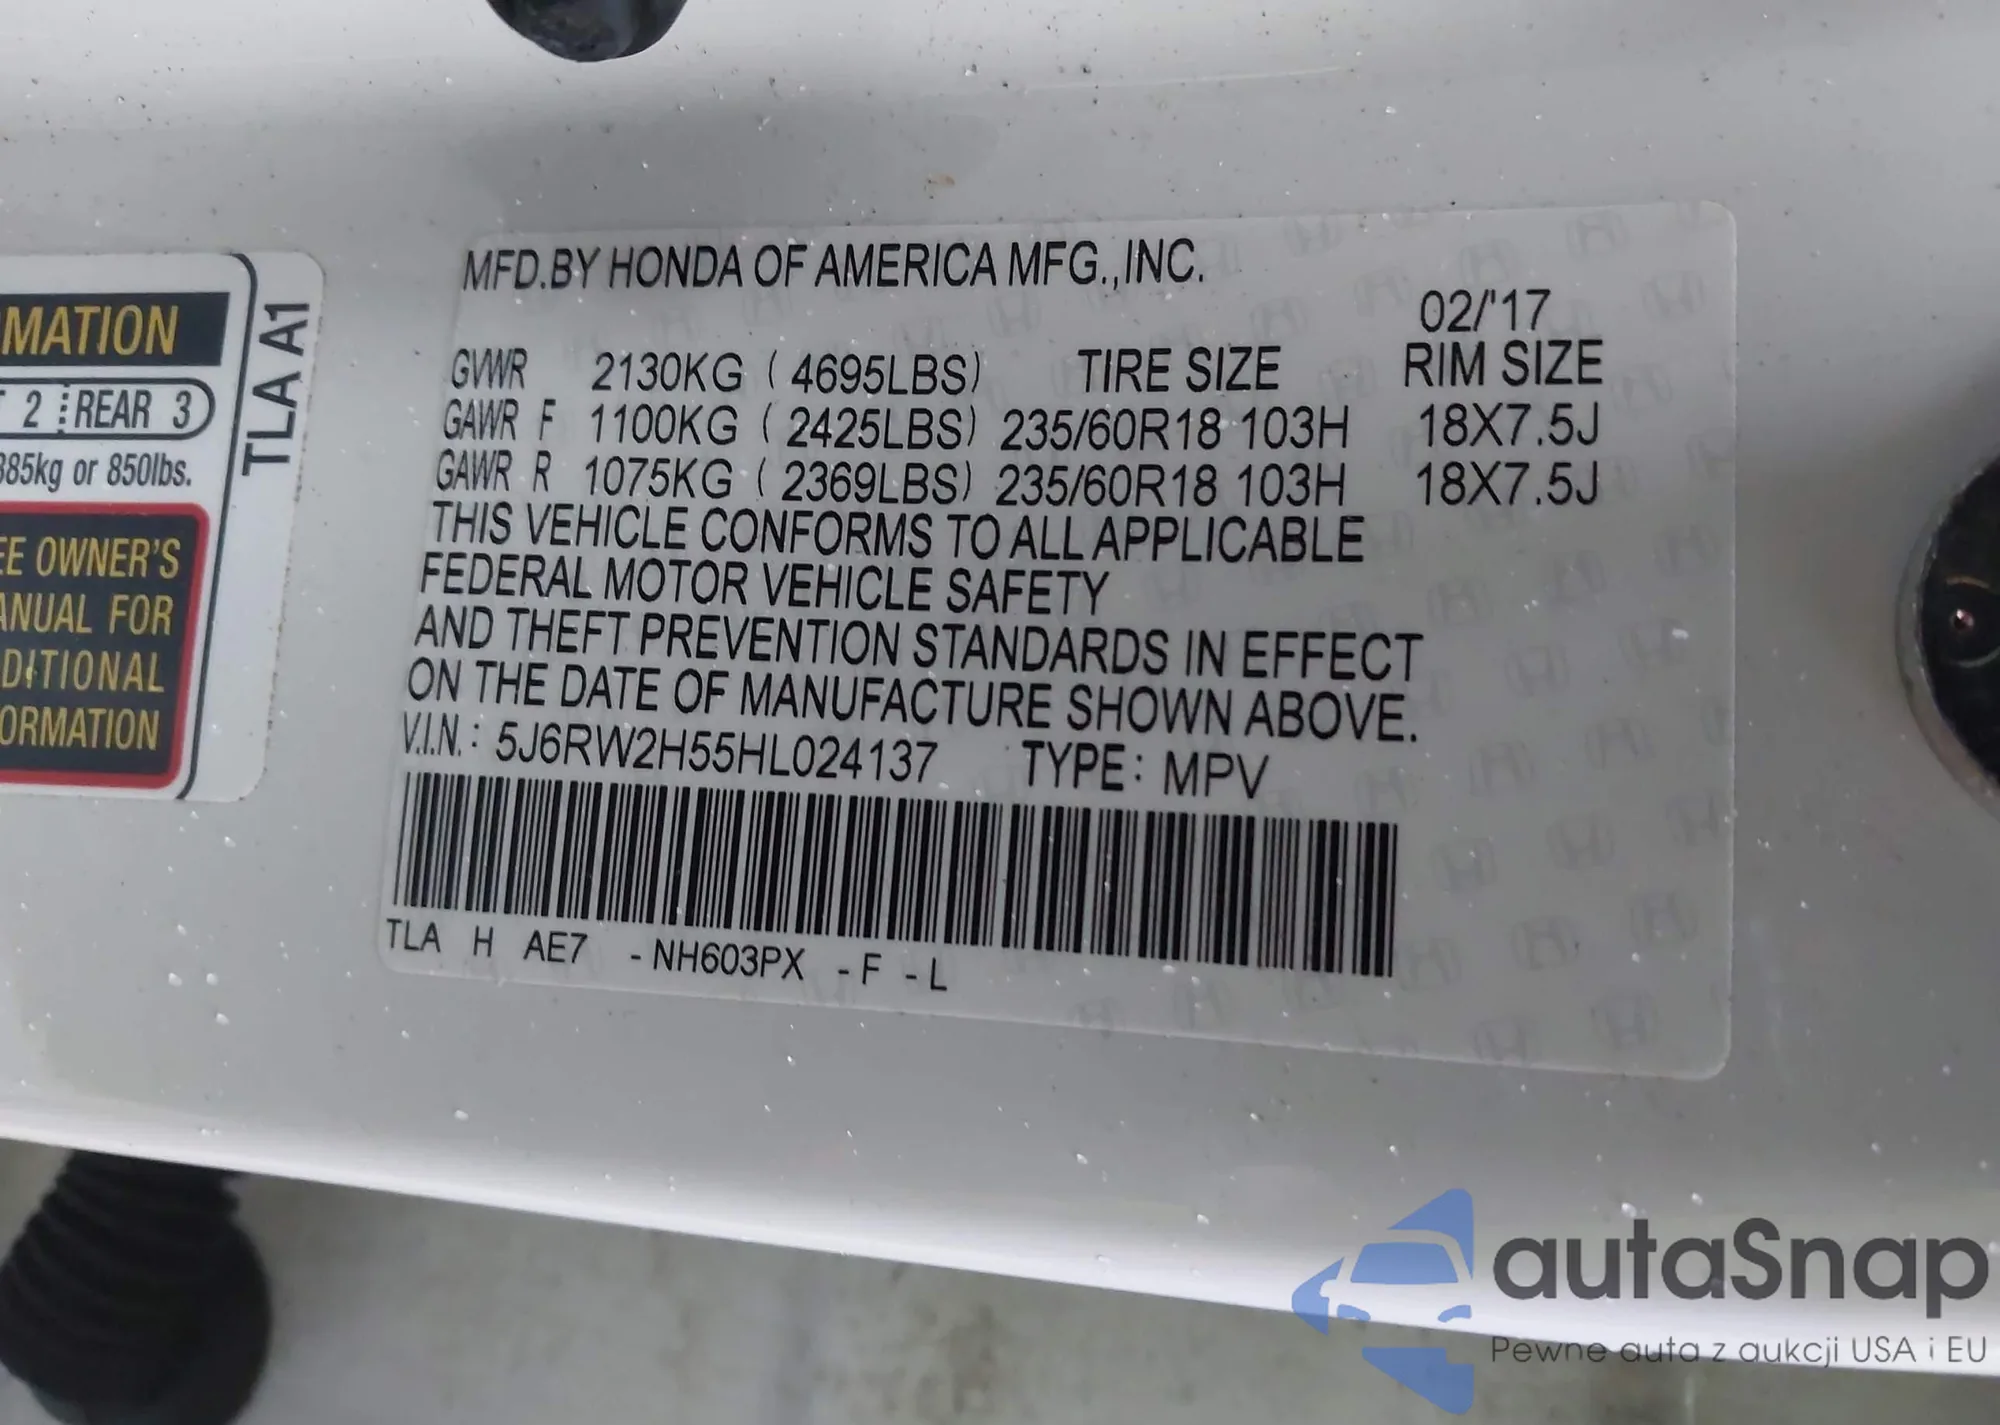 MATION
2 REAR 3
385kg or 850lbs.
EE OWNER'S
ANUAL FOR
DITIONAL
ORMATION
TLA A1
MFD.BY HONDA OF AMERICA MFG.,INC.
02/'17
GVWR 2130KG ( 4695LBS) TIRE SIZE RIM SIZE
GAWR F 1100KG ( 2425LBS) 235/60R18 103H 18X7.5J
GAWR R 1075KG ( 2369LBS) 235/60R18 103H 18X7.5J
THIS VEHICLE CONFORMS TO ALL APPLICABLE
FEDERAL MOTOR VEHICLE SAFETY
AND THEFT PREVENTION STANDARDS IN EFFECT
ON THE DATE OF MANUFACTURE SHOWN ABOVE.
V.I.N.: 5J6RW2H55HL024137 TYPE: MPV
TLA H AE7 -NH603PX -F -L
autaSnap
Pewne auta z aukcji USA i EU